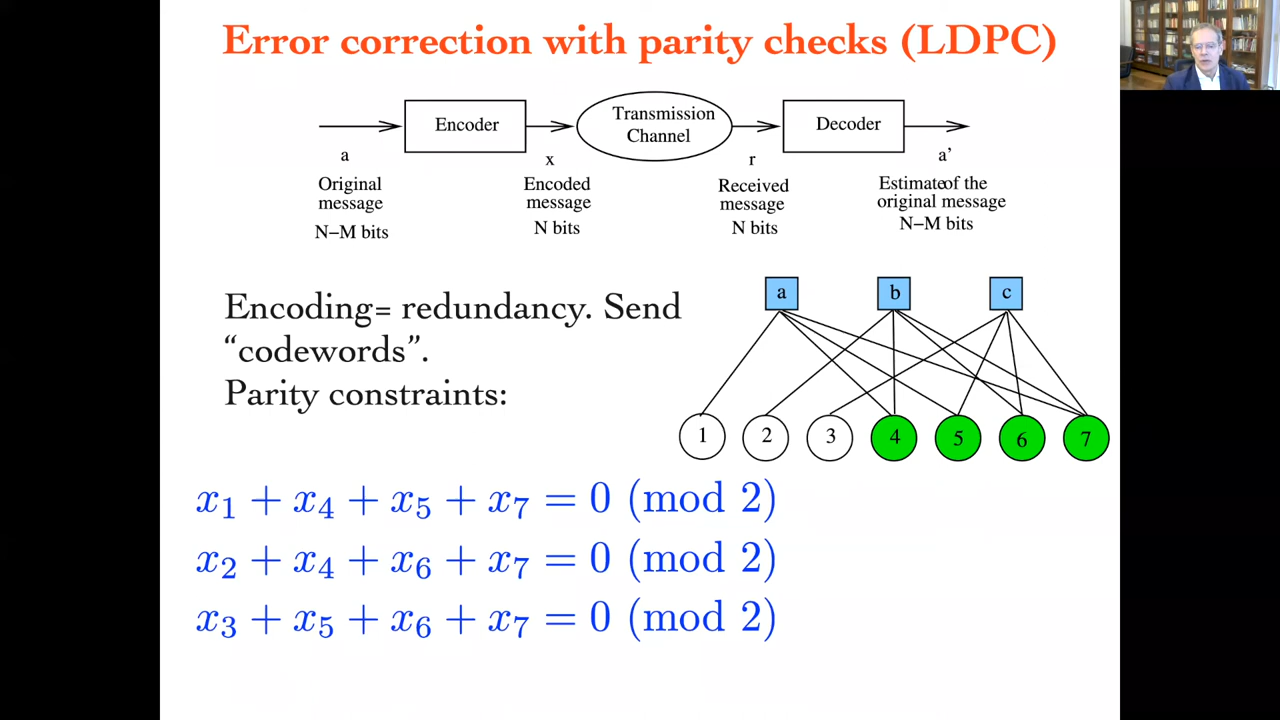 Error correction with parity checks (LDPC)
Encoder
Transmission
Channel
Decoder
a
x
r
a’
Original
message
N−M bits
Encoded
message
N bits
Received
message
N bits
Estimate of the
original message
N−M bits
Encoding= redundancy. Send
“codewords”.
Parity constraints:
a b c
1 2 3 4 5 6 7
x₁ + x₄ + x₅ + x₇ = 0 (mod 2)
x₂ + x₄ + x₆ + x₇ = 0 (mod 2)
x₃ + x₅ + x₆ + x₇ = 0 (mod 2)